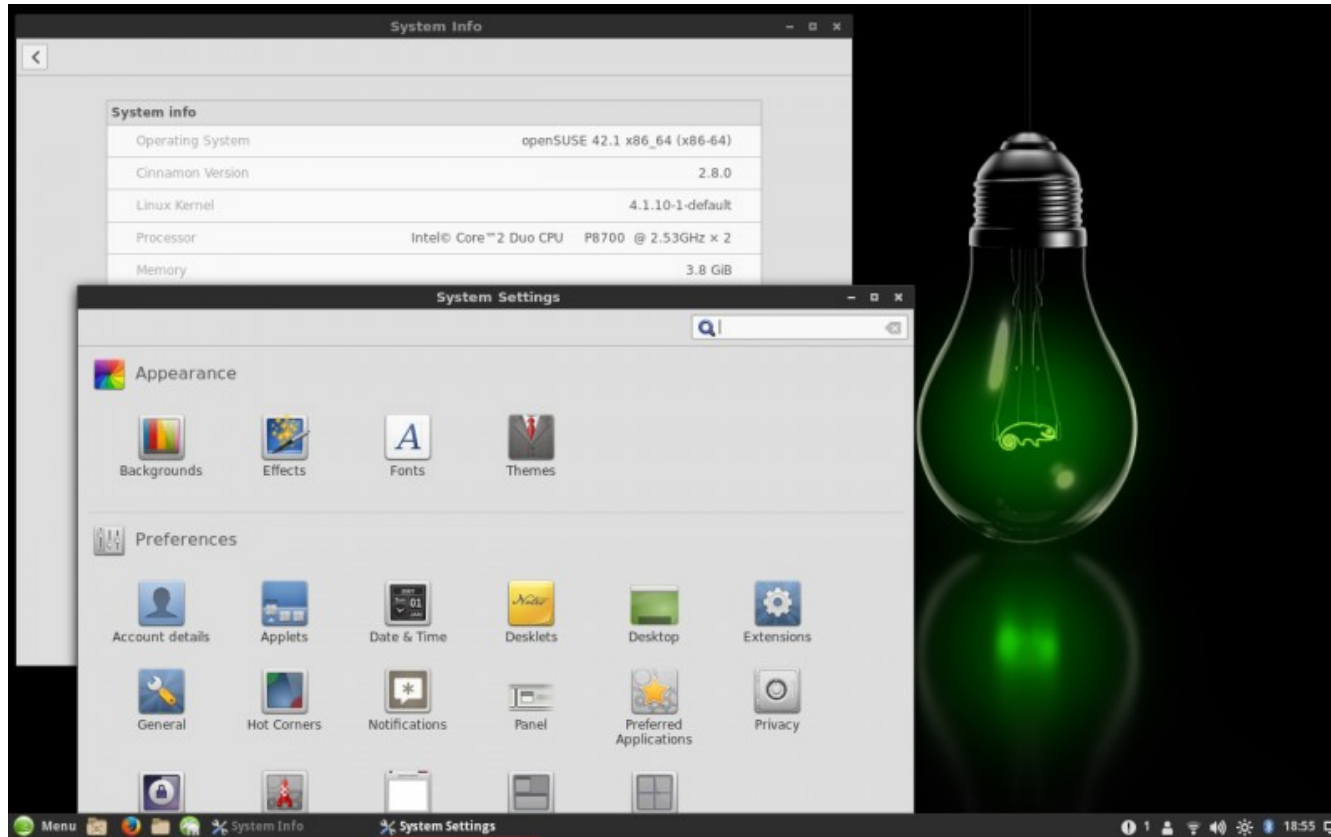 System Info
System info
Operating System openSUSE 42.1 x86_64 (x86-64)
Cinnamon Version 2.8.0
Linux Kernel 4.1.10-1-default
Processor Intel© Core™2 Duo CPU P8700 @ 2.53GHz × 2
Memory 3.8 GiB
System Settings
Appearance
Backgrounds Effects Fonts Themes
Preferences
Account details Applets Date & Time Desklets Desktop Extensions
General Hot Corners Notifications Panel Preferred Applications Privacy
Menu System Info System Settings 1 18:55